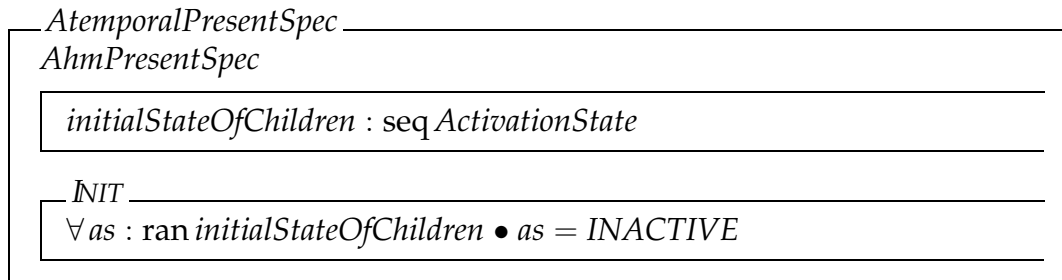 AtemporalPresentSpec
AhmPresentSpec
initialStateOfChildren : seq ActivationState
INIT
∀ as : ran initialStateOfChildren • as = INACTIVE